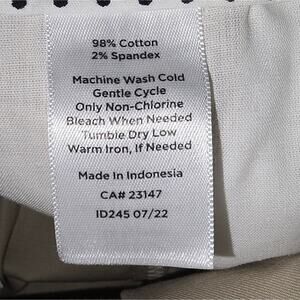 98% Cotton
2% Spandex
Machine Wash Cold
Gentle Cycle
Only Non-Chlorine
Bleach When Needed
Tumble Dry Low
Warm Iron, If Needed
Made in Indonesia
CA# 23147
ID245 07/22